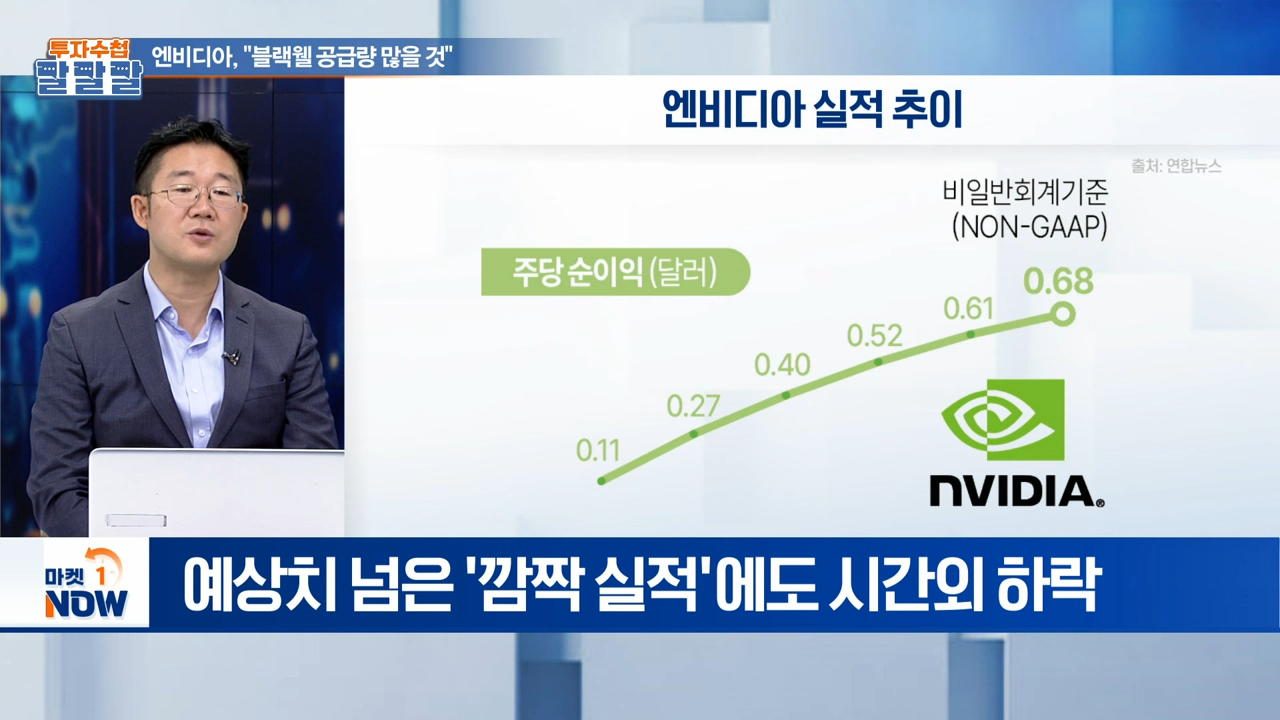 투자수첩
팔팔팔
엔비디아, "블랙웰 공급량 많을 것"
엔비디아 실적 추이
출처: 연합뉴스
비일반회계기준
(NON-GAAP)
주당 순이익 (달러)
0.11
0.27
0.40
0.52
0.61
0.68
NVIDIA®
마켓 1
NOW
예상치 넘은 '깜짝 실적'에도 시간외 하락